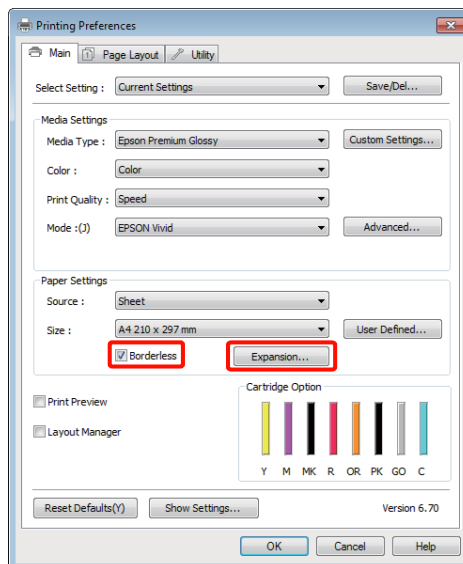 Printing Preferences
Main Page Layout Utility
Select Setting : Current Settings Save/Del...
Media Settings
Media Type : Epson Premium Glossy Custom Settings...
Color : Color
Print Quality : Speed
Mode :(J) EPSON Vivid Advanced...
Paper Settings
Source : Sheet
Size : A4 210 x 297 mm User Defined...
Borderless Expansion...
Cartridge Option
Print Preview
Layout Manager
Y M MK R OR PK GO C
Reset Defaults(Y) Show Settings... Version 6.70
OK Cancel Help